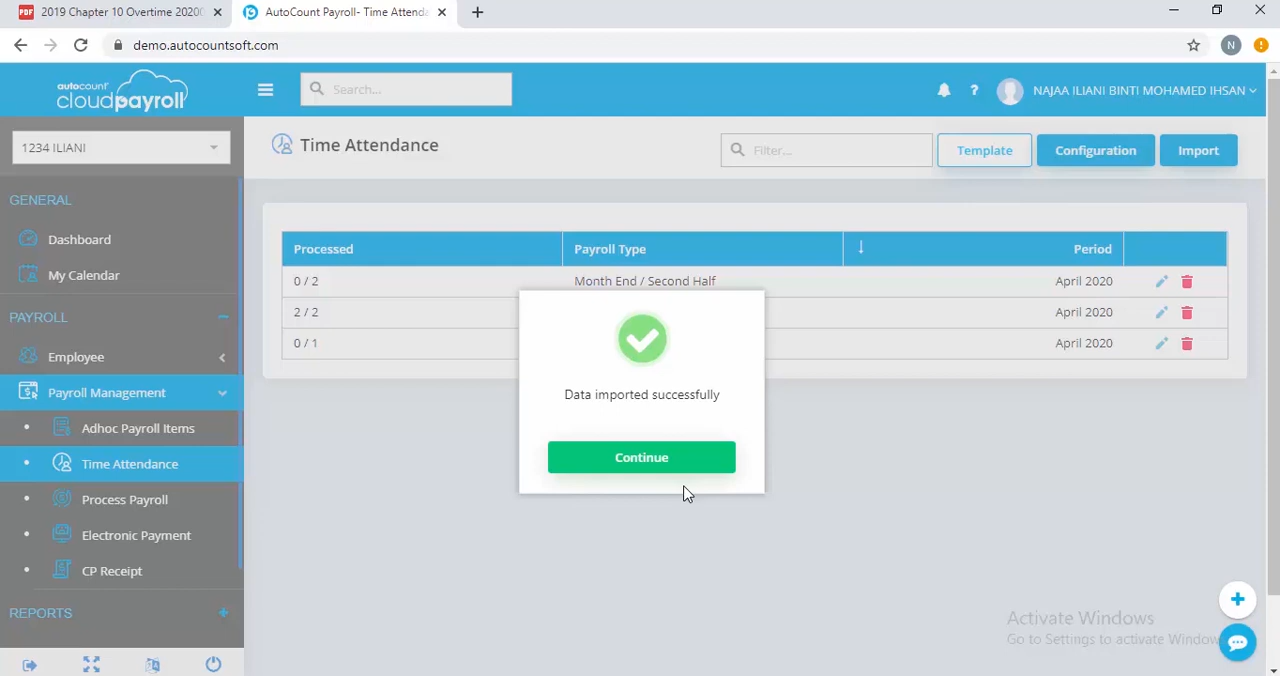 2019 Chapter 10 Overtime 20200
AutoCount Payroll- Time Attenda
demo.autocountsoft.com
N
autocount
cloudpayroll
Search...
?
NAJAA ILIANI BINTI MOHAMED IHSAN
1234 ILIANI
Time Attendance
Filter...
Template
Configuration
Import
GENERAL
Dashboard
My Calendar
PAYROLL
Employee
Payroll Management
Adhoc Payroll Items
Time Attendance
Process Payroll
Electronic Payment
CP Receipt
REPORTS
Processed
Payroll Type
Period
0 / 2
Month End / Second Half
April 2020
2 / 2
April 2020
0 / 1
April 2020
Data imported successfully
Continue
Activate Windows
Go to Settings to activate Window